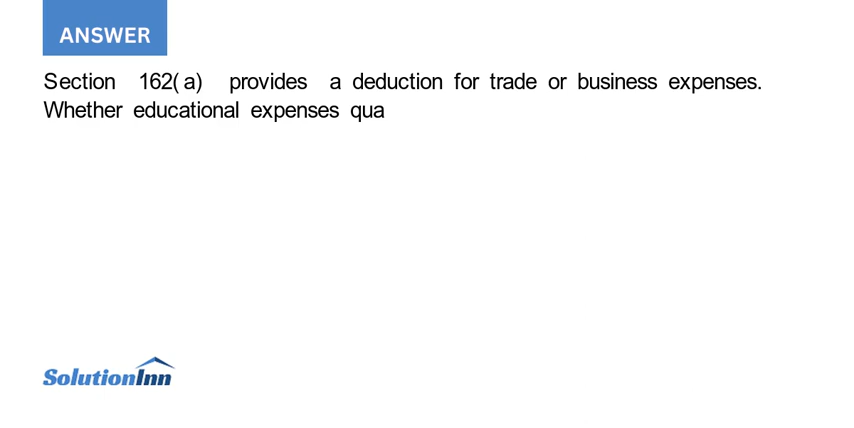 ANSWER
Section 162(a) provides a deduction for trade or business expenses.
Whether educational expenses qua
SolutionInn